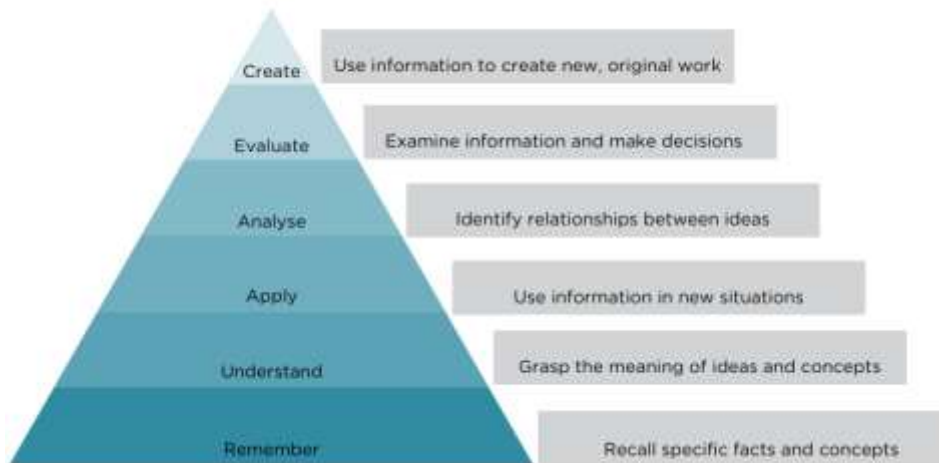 Create
Use information to create new, original work
Evaluate
Examine information and make decisions
Analyse
Identify relationships between ideas
Apply
Use information in new situations
Understand
Grasp the meaning of ideas and concepts
Remember
Recall specific facts and concepts